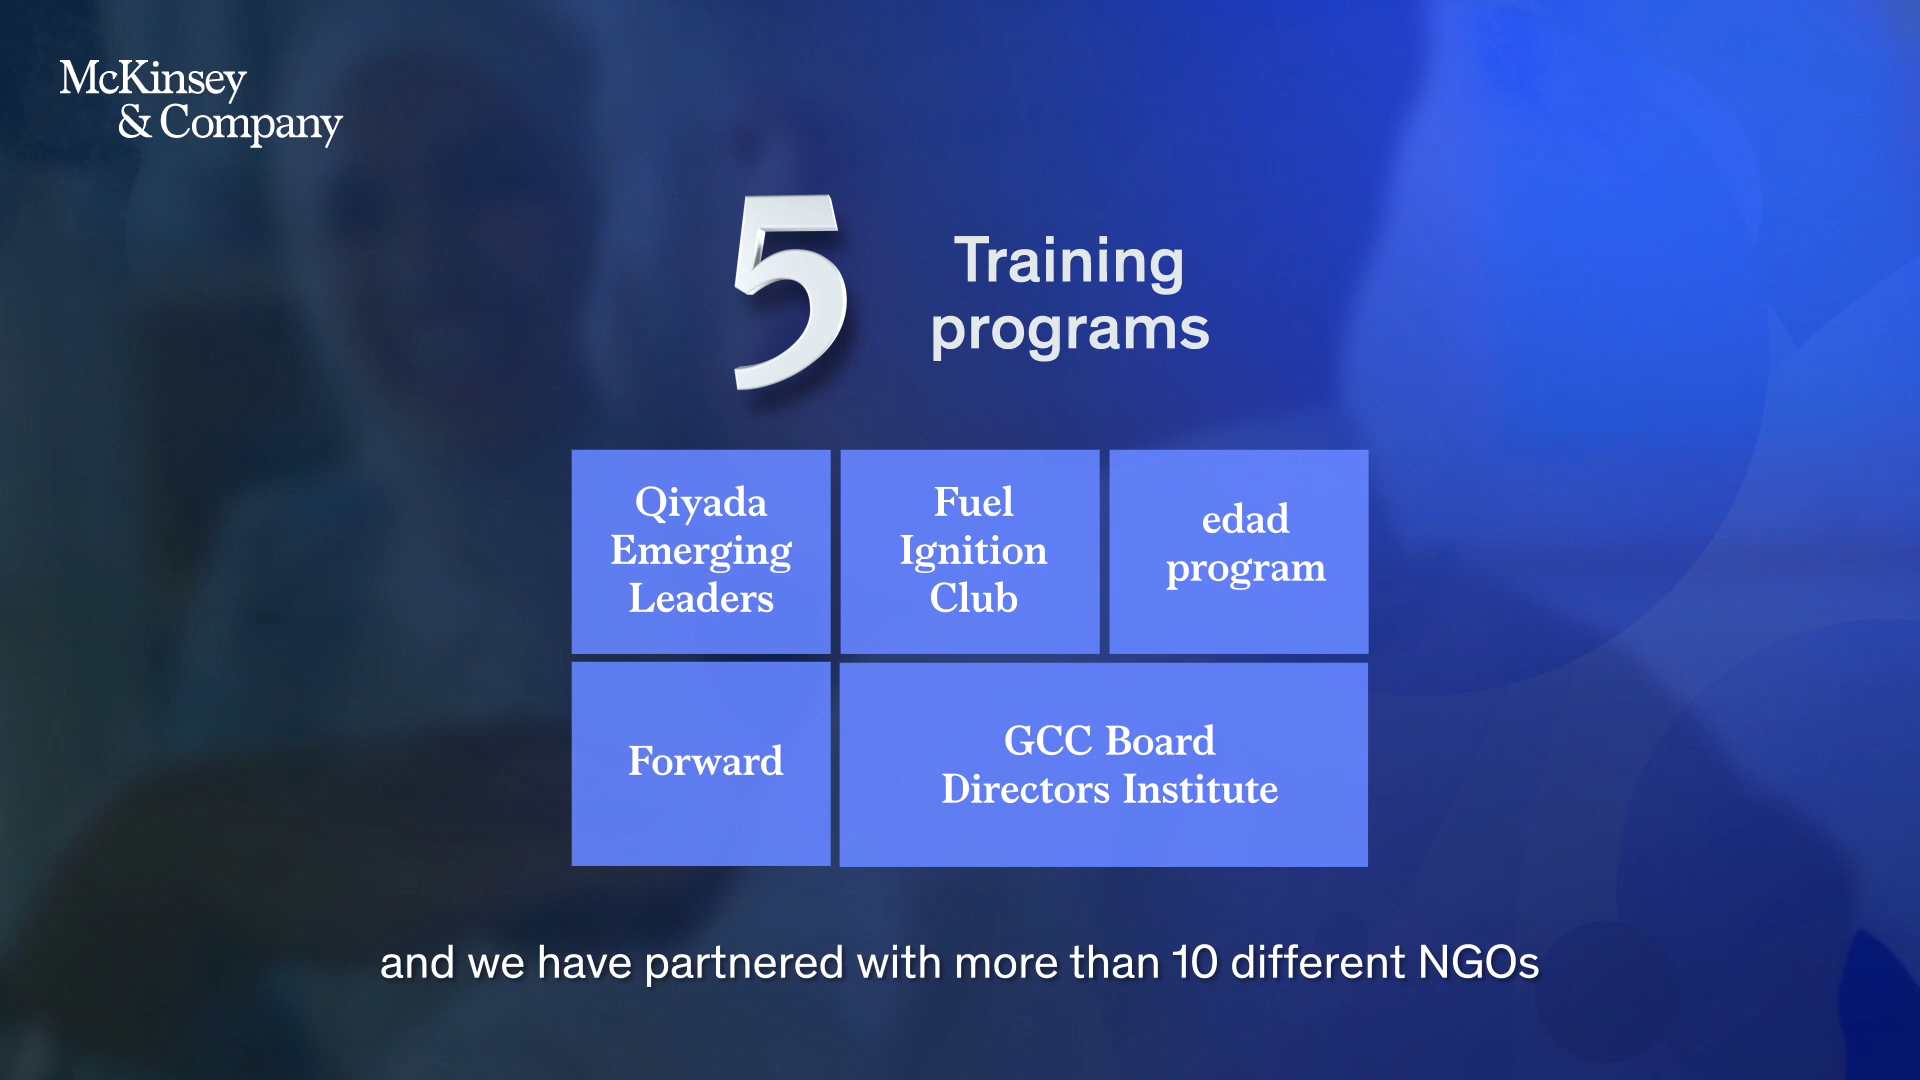 McKinsey
& Company
5
Training
programs
Qiyada
Emerging
Leaders
Fuel
Ignition
Club
edad
program
Forward
GCC Board
Directors Institute
and we have partnered with more than 10 different NGOs